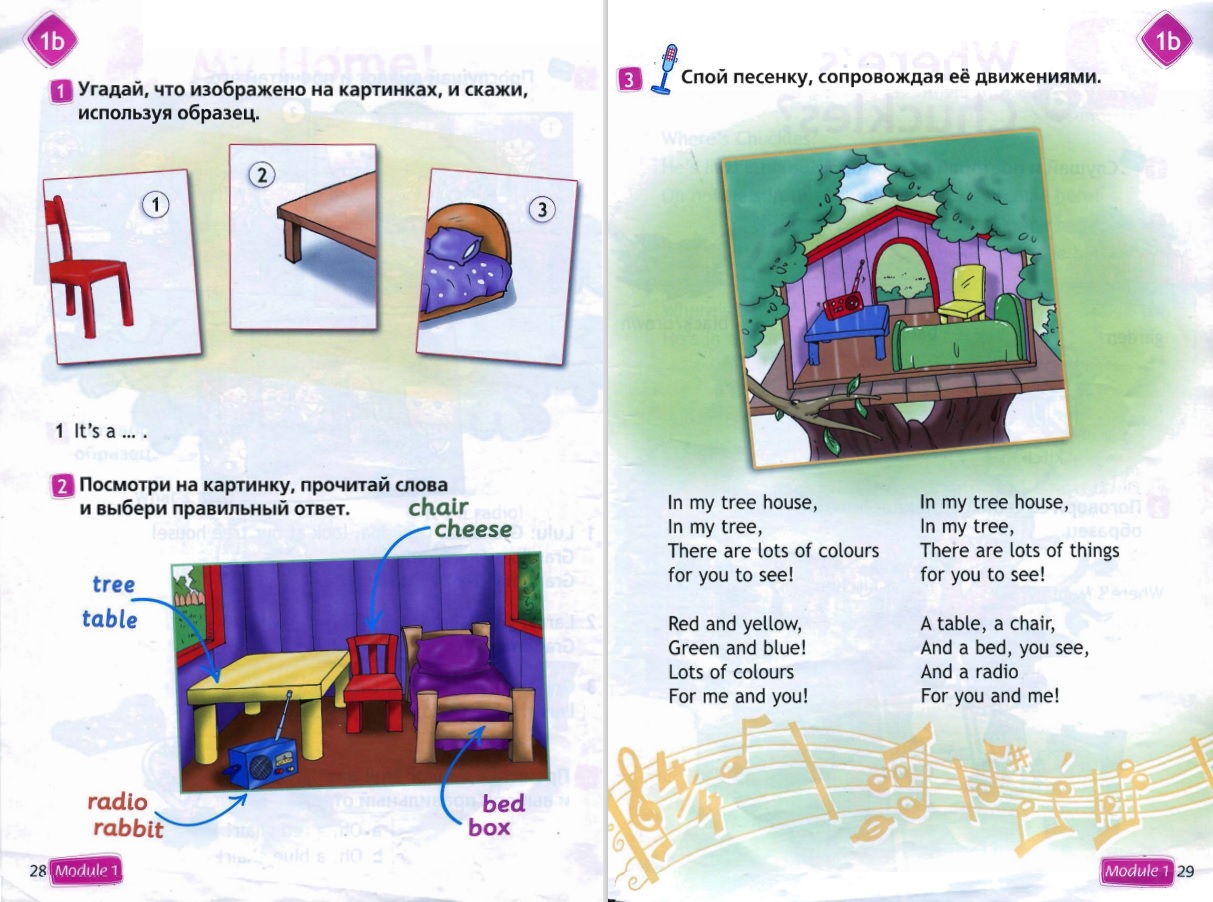 1b
1 Угадай, что изображено на картинках, и скажи,
используя образец.
1
2
3
1 It's a ... .
2 Посмотри на картинку, прочитай слова
и выбери правильный ответ.
chair
cheese
tree
table
radio
rabbit
bed
box
28 Module 1
1b
3 Спой песенку, сопровождая её движениями.
In my tree house,
In my tree,
There are lots of colours
for you to see!
Red and yellow,
Green and blue!
Lots of colours
For me and you!
In my tree house,
In my tree,
There are lots of things
for you to see!
A table, a chair,
And a bed, you see,
And a radio
For you and me!
Module 1 29